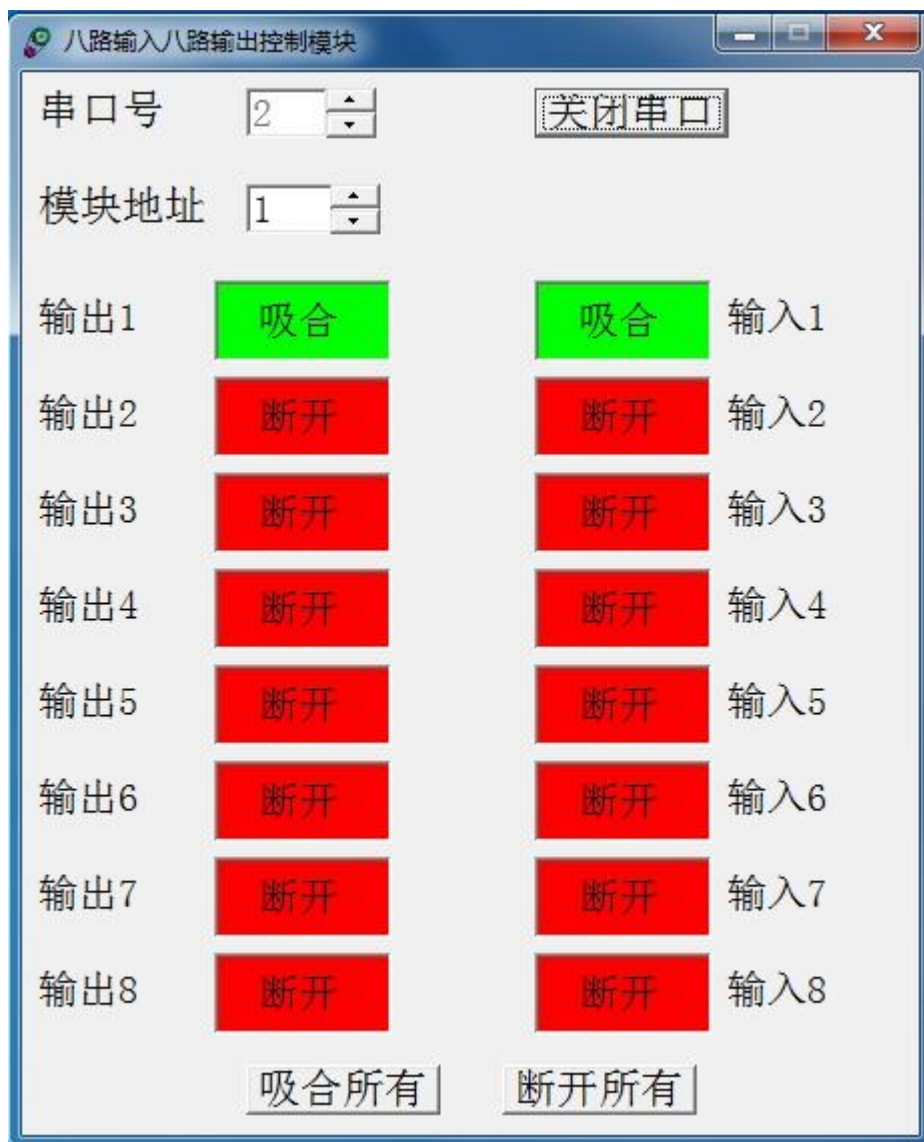 八路输入八路输出控制模块
串口号 2 关闭串口
模块地址 1
输出1 吸合 吸合 输入1
输出2 断开 断开 输入2
输出3 断开 断开 输入3
输出4 断开 断开 输入4
输出5 断开 断开 输入5
输出6 断开 断开 输入6
输出7 断开 断开 输入7
输出8 断开 断开 输入8
吸合所有 断开所有